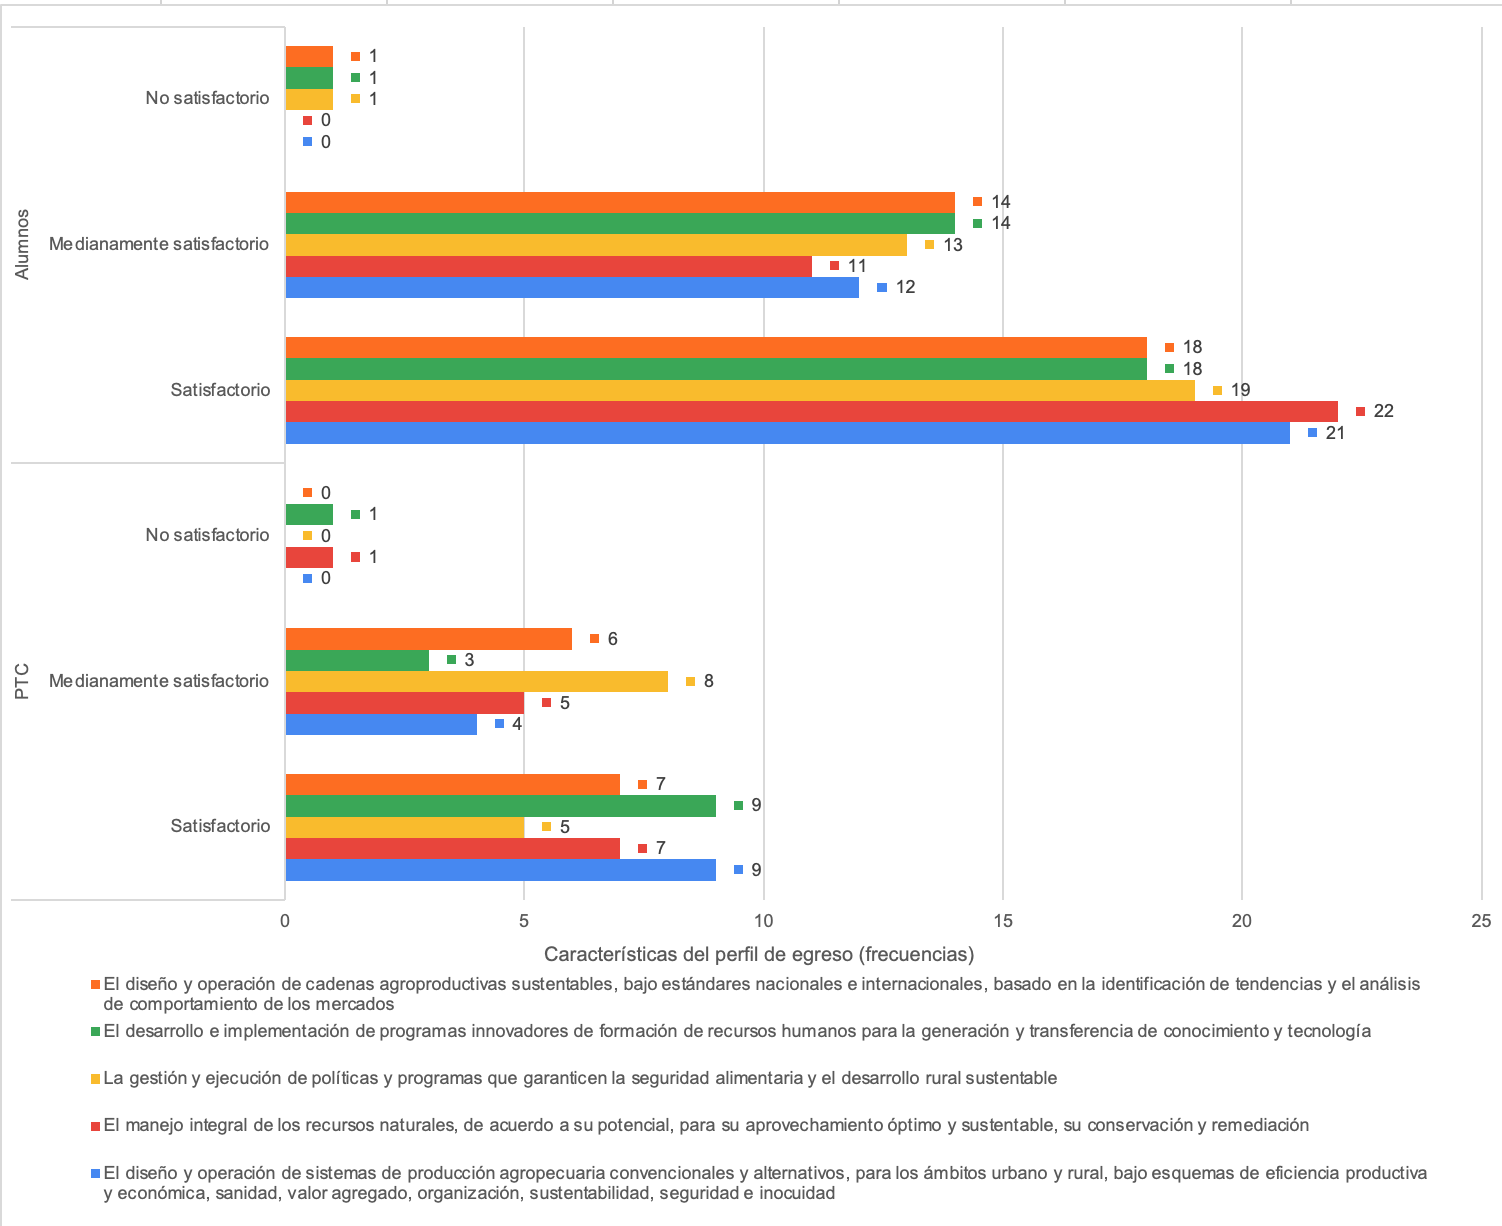 1
1
No satisfactorio 1
0
0
14
14
Alumnos
Medianamente satisfactorio 13
11
12
18
18
Satisfactorio 19
22
21
0
1
No satisfactorio 0
1
0
6
3
PTC
Medianamente satisfactorio 8
5
4
7
9
Satisfactorio 5
7
9
0 5 10 15 20 25
Características del perfil de egreso (frecuencias)
El diseño y operación de cadenas agroproductivas sustentables, bajo estándares nacionales e internacionales, basado en la identificación de tendencias y el análisis
de comportamiento de los mercados
El desarrollo e implementación de programas innovadores de formación de recursos humanos para la generación y transferencia de conocimiento y tecnología
La gestión y ejecución de políticas y programas que garanticen la seguridad alimentaria y el desarrollo rural sustentable
El manejo integral de los recursos naturales, de acuerdo a su potencial, para su aprovechamiento óptimo y sustentable, su conservación y remediación
El diseño y operación de sistemas de producción agropecuaria convencionales y alternativos, para los ámbitos urbano y rural, bajo esquemas de eficiencia productiva
y económica, sanidad, valor agregado, organización, sustentabilidad, seguridad e inocuidad